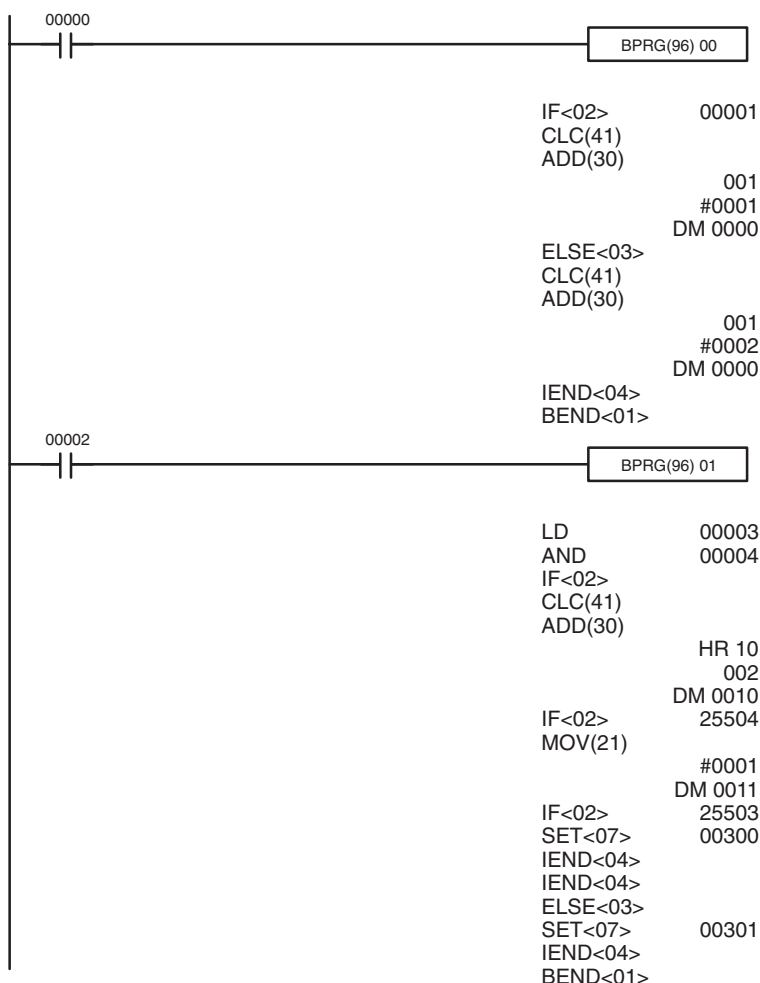 00000
BPRG(96) 00
IF<02> 00001
CLC(41)
ADD(30)
001
#0001
DM 0000
ELSE<03>
CLC(41)
ADD(30)
001
#0002
DM 0000
IEND<04>
BEND<01>
00002
BPRG(96) 01
LD 00003
AND 00004
IF<02>
CLC(41)
ADD(30)
HR 10
002
DM 0010
IF<02> 25504
MOV(21)
#0001
DM 0011
IF<02> 25503
SET<07> 00300
IEND<04>
IEND<04>
ELSE<03>
SET<07> 00301
IEND<04>
BEND<01>